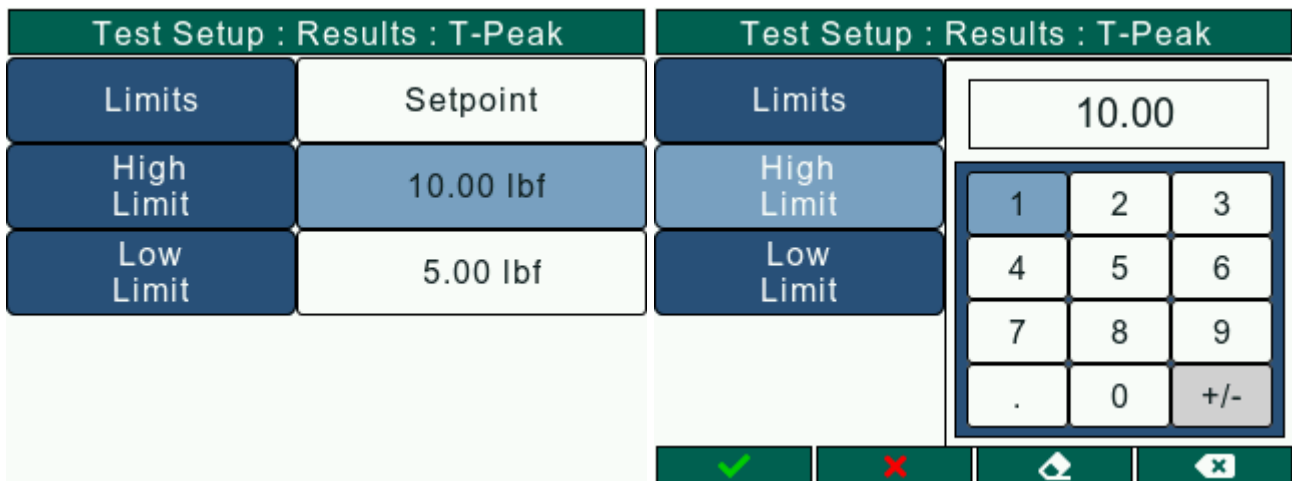 Test Setup : Results : T-Peak
Limits
Setpoint
High
Limit
10.00 lbf
Low
Limit
5.00 lbf
Test Setup : Results : T-Peak
Limits
High
Limit
Low
Limit
10.00
1 2 3
4 5 6
7 8 9
. 0 +/-